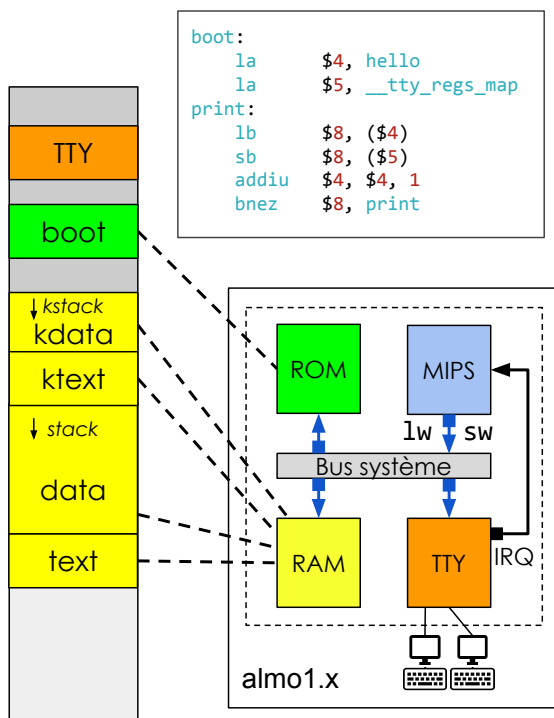 boot:
la $4, hello
la $5, __tty_regs_map
print:
lb $8, ($4)
sb $8, ($5)
addiu $4, $4, 1
bnez $8, print
TTY
boot
↓ kstack
kdata
ktext
↓ stack
data
text
ROM
MIPS
lw sw
Bus système
RAM
TTY
IRQ
almo1.x